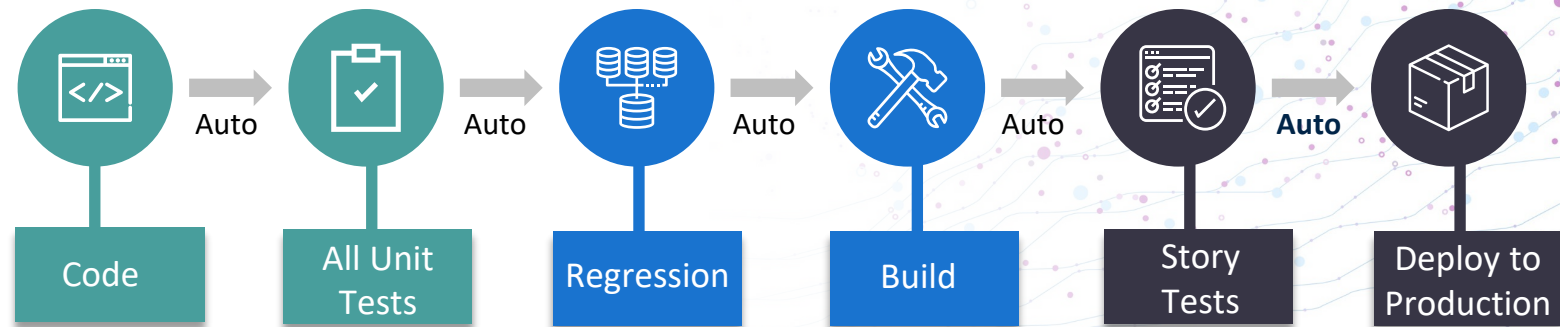 </>
Auto
Auto
Auto
Auto
Auto
Code
All Unit
Tests
Regression
Build
Story
Tests
Deploy to
Production